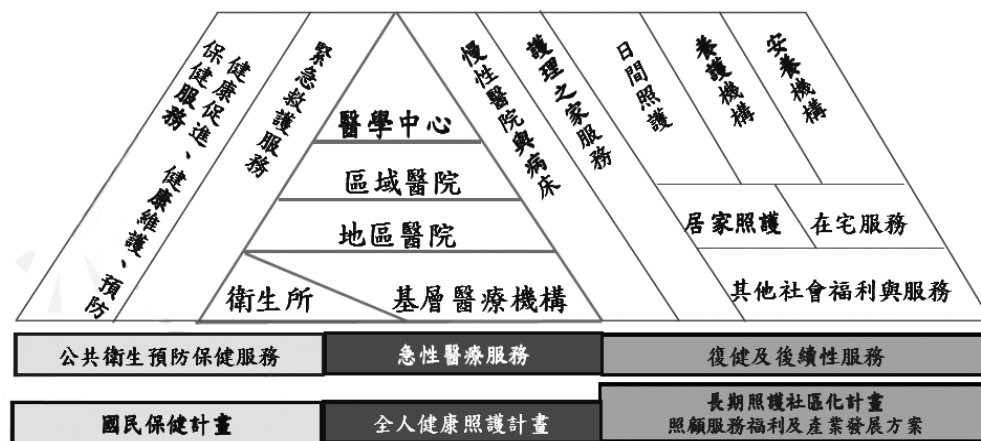 健康促進、健康維護、預防
保健服務
緊急救護服務
醫學中心
區域醫院
地區醫院
衛生所
基層醫療機構
慢性醫院與病床
護理之家服務
日間照護
養護機構
安養機構
居家照護
在宅服務
其他社會福利與服務
公共衛生預防保健服務
急性醫療服務
復健及後續性服務
國民保健計畫
全人健康照護計畫
長期照護社區化計畫
照顧服務福利及產業發展方案